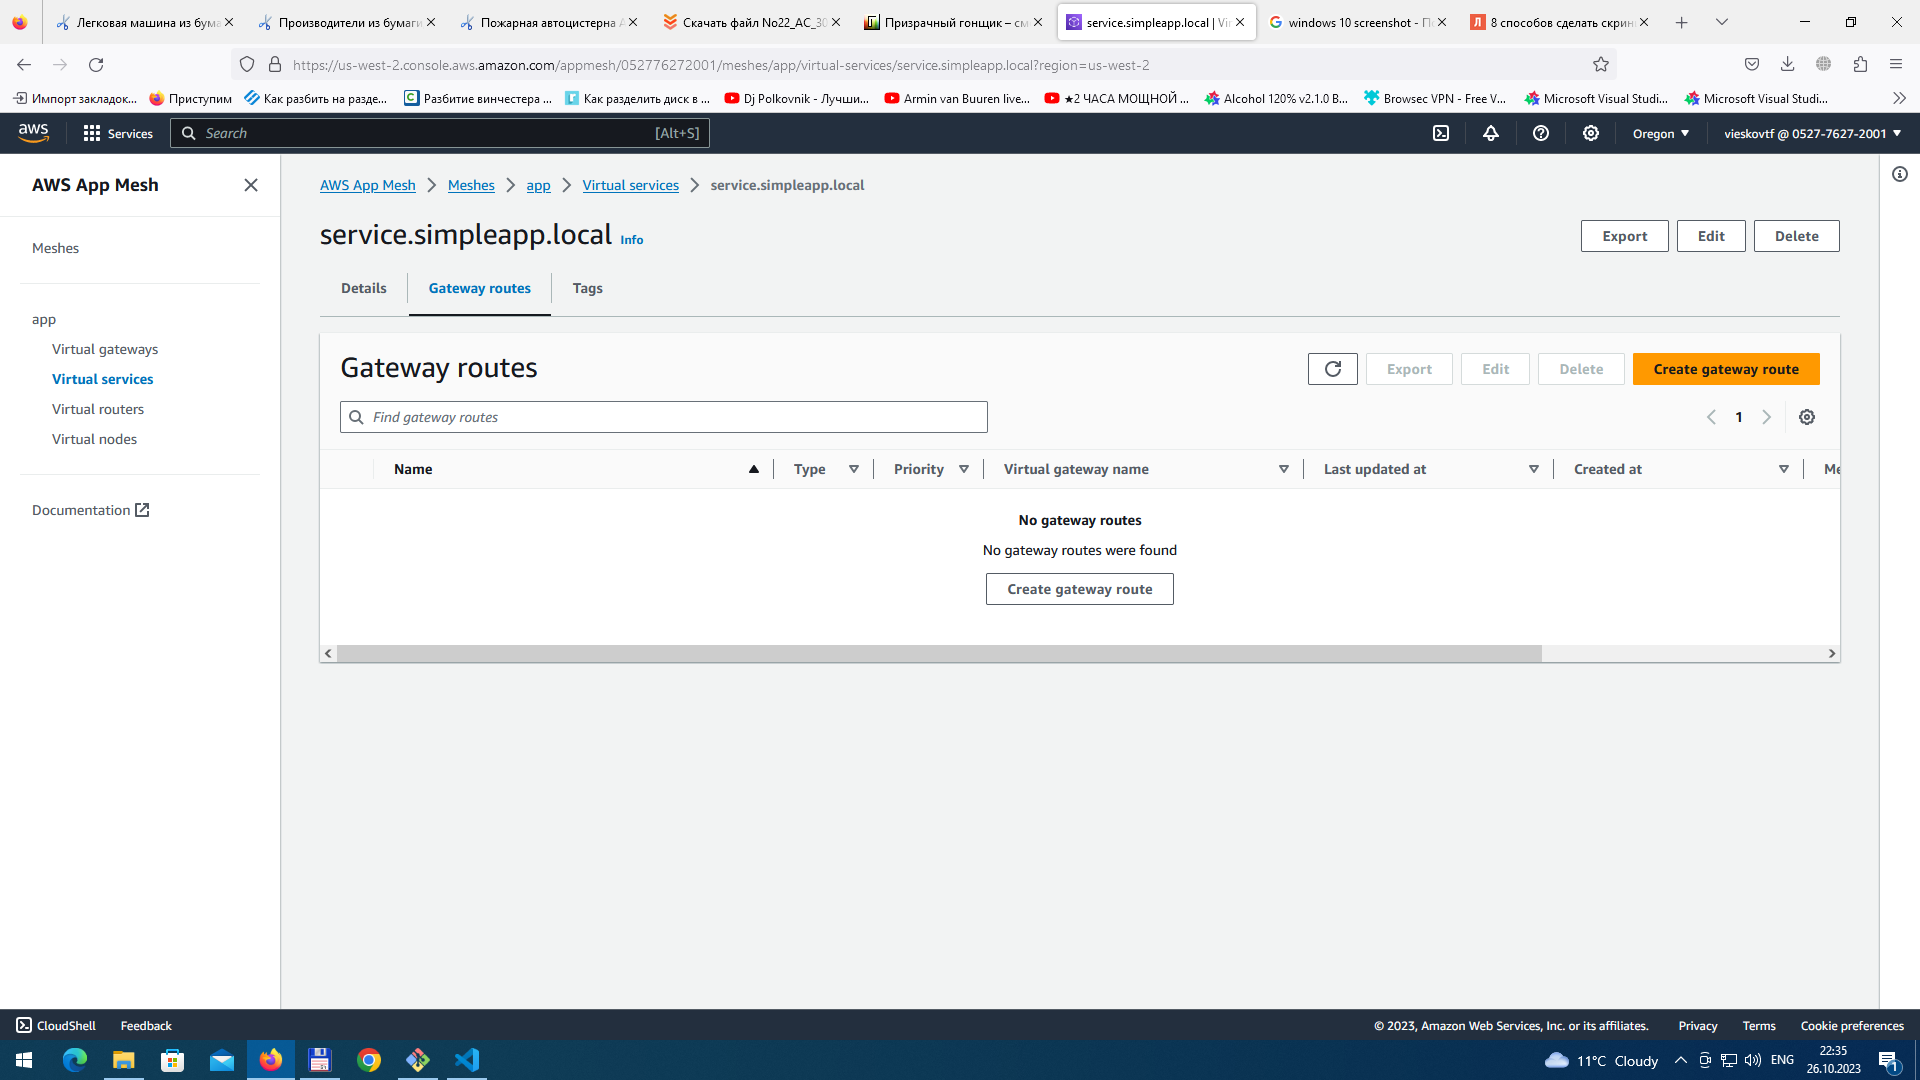 Легковая машина из бума
Производители из бумаги
Пожарная автоцистерна А
Скачать файл No22_AC_30
Призрачный гонщик – см
service.simpleapp.local | Vi
windows 10 screenshot - По
8 способов сделать скрин
https://us-west-2.console.aws.amazon.com/appmesh/052776272001/meshes/app/virtual-services/service.simpleapp.local?region=us-west-2
Импорт закладок...
Приступим
Как разбить на разде...
Разбитие винчестера ...
Как разделить диск в ...
Dj Polkovnik - Лучши...
Armin van Buuren live...
★2 ЧАСА МОЩНОЙ ...
Alcohol 120% v2.1.0 B...
Browsec VPN - Free V...
Microsoft Visual Studi...
Microsoft Visual Studi...
aws
Services
Search
[Alt+S]
Oregon
vieskovtf @ 0527-7627-2001
AWS App Mesh
Meshes
app
Virtual gateways
Virtual services
Virtual routers
Virtual nodes
Documentation
AWS App Mesh
Meshes
app
Virtual services
service.simpleapp.local
service.simpleapp.local Info
Export
Edit
Delete
Details
Gateway routes
Tags
Gateway routes
Export
Edit
Delete
Create gateway route
Find gateway routes
1
Name
Type
Priority
Virtual gateway name
Last updated at
Created at
Me
No gateway routes
No gateway routes were found
Create gateway route
CloudShell
Feedback
© 2023, Amazon Web Services, Inc. or its affiliates.
Privacy
Terms
Cookie preferences
11°C Cloudy
ENG
22:35
26.10.2023
1